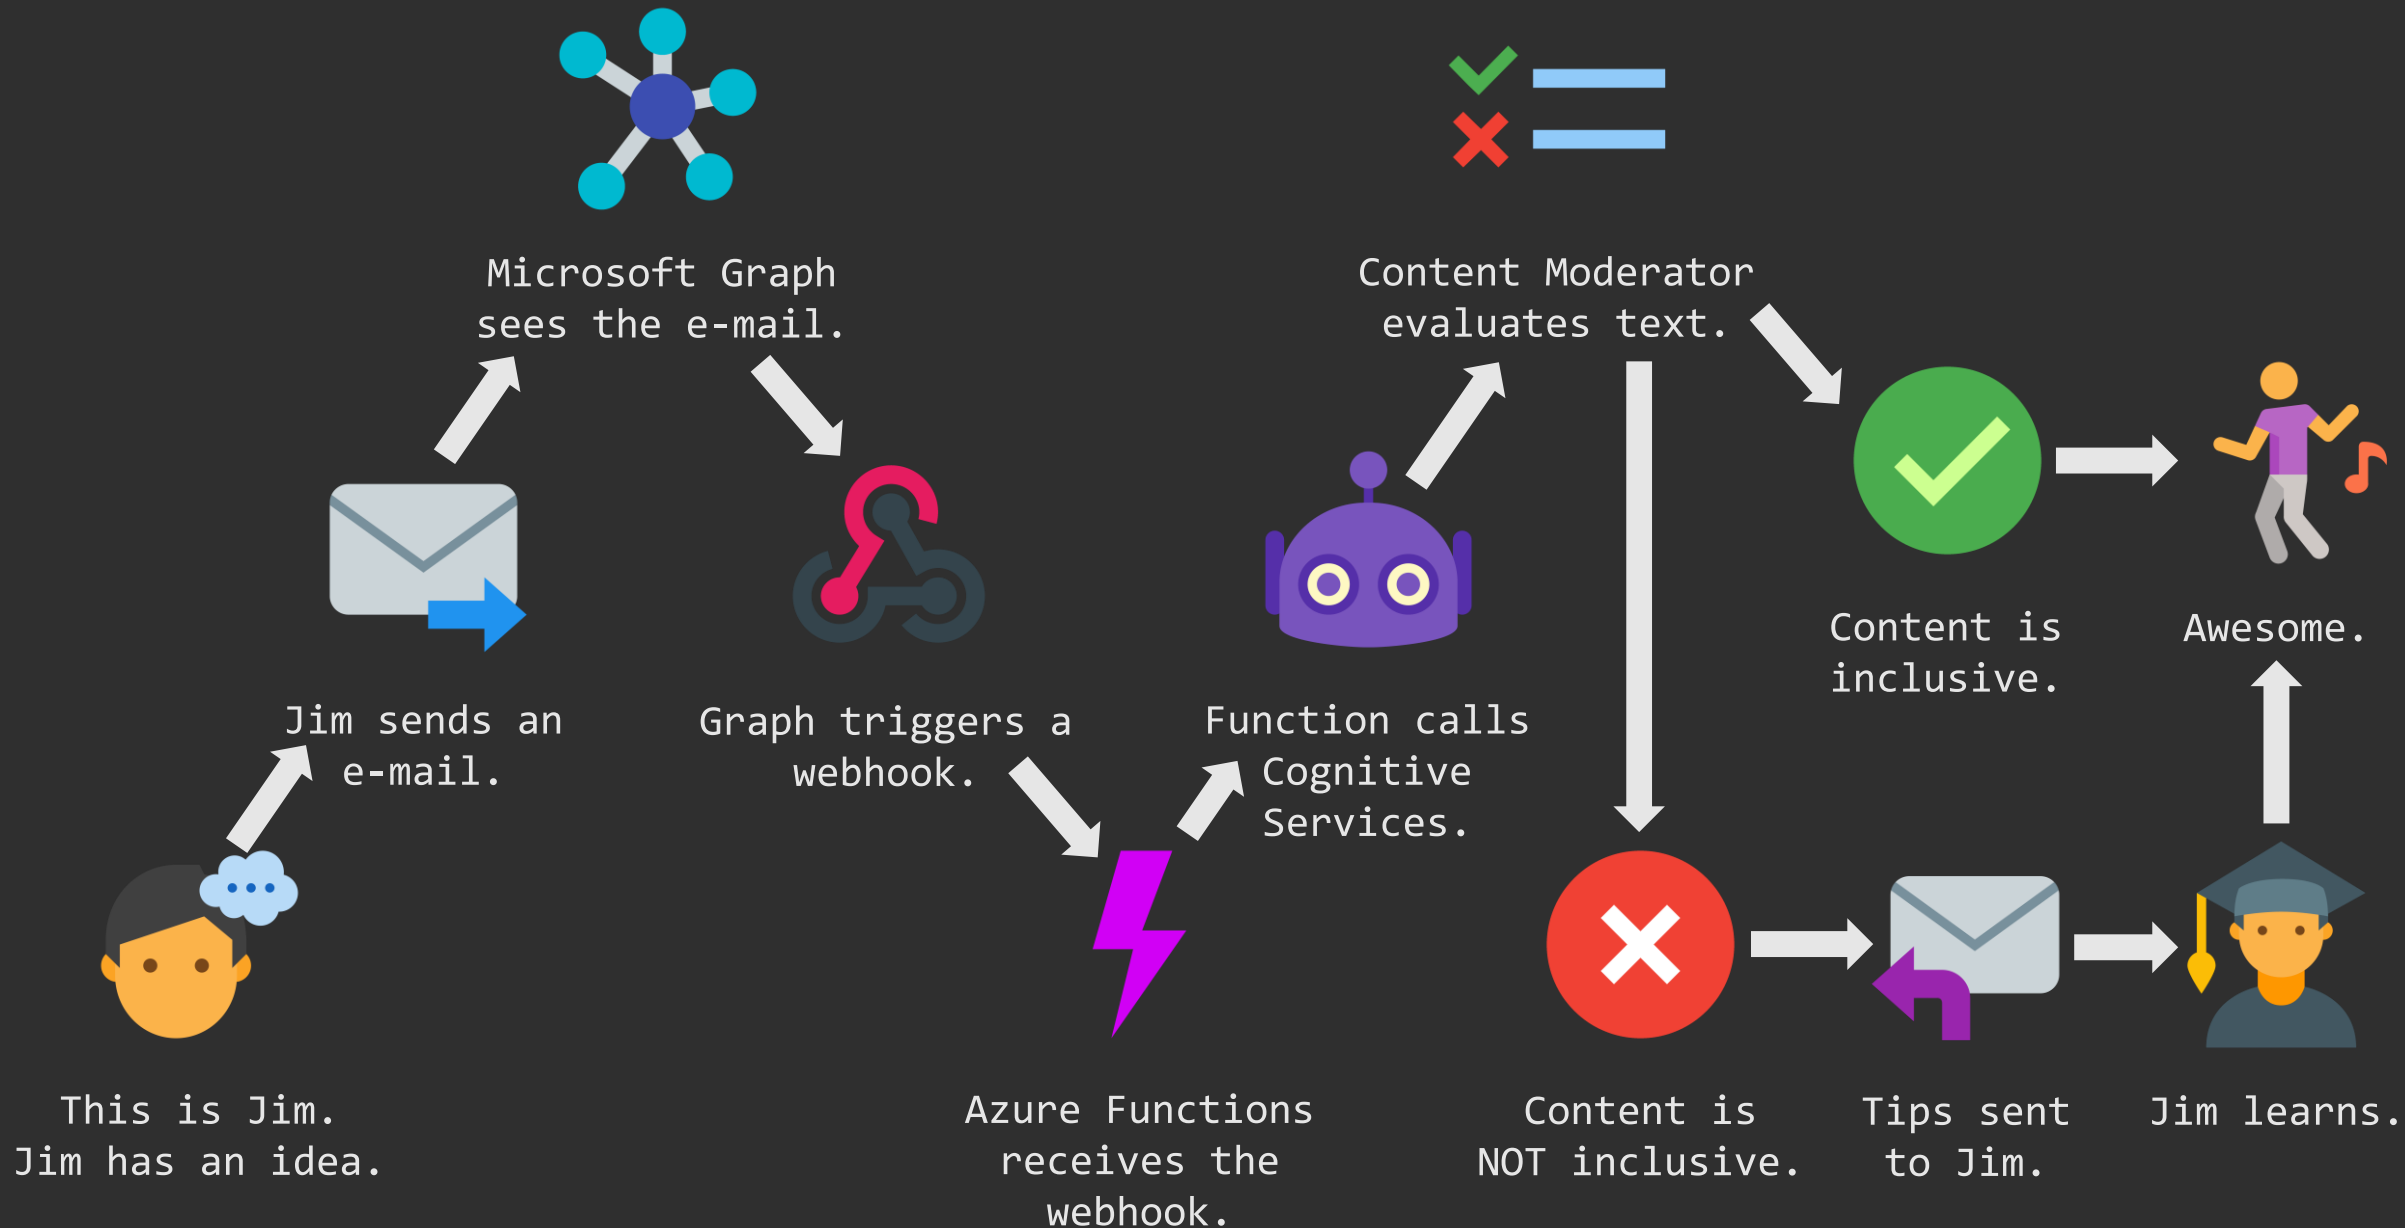 This is Jim.
Jim has an idea.
Jim sends an
e-mail.
Microsoft Graph
sees the e-mail.
Graph triggers a
webhook.
Azure Functions
receives the
webhook.
Function calls
Cognitive
Services.
Content Moderator
evaluates text.
Content is
inclusive.
Awesome.
Content is
NOT inclusive.
Tips sent
to Jim.
Jim learns.